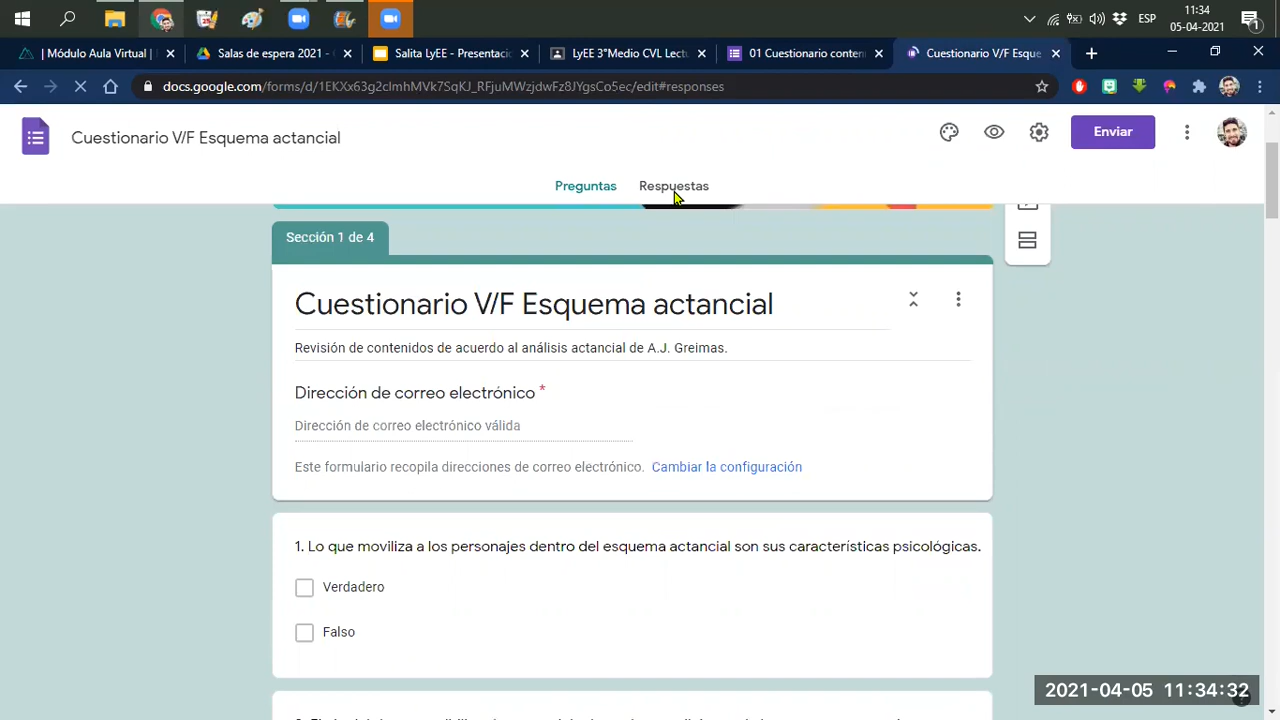 11:34
ESP
05-04-2021
| Módulo Aula Virtual |
Salas de espera 2021 -
Salita LyEE - Presentacio
LyEE 3°Medio CVL Lectu
01 Cuestionario conten
Cuestionario V/F Esque
docs.google.com/forms/d/1EKXx63g2cImhMVk7SqKI_RFjuMWzjdwFz8JYgsCo5ec/edit#responses
Cuestionario V/F Esquema actancial
Enviar
Preguntas
Respuestas
Sección 1 de 4
Cuestionario V/F Esquema actancial
Revisión de contenidos de acuerdo al análisis actancial de A.J. Greimas.
Dirección de correo electrónico *
Dirección de correo electrónico válida
Este formulario recopila direcciones de correo electrónico. Cambiar la configuración
1. Lo que moviliza a los personajes dentro del esquema actancial son sus características psicológicas.
Verdadero
Falso
2021-04-05 11:34:32